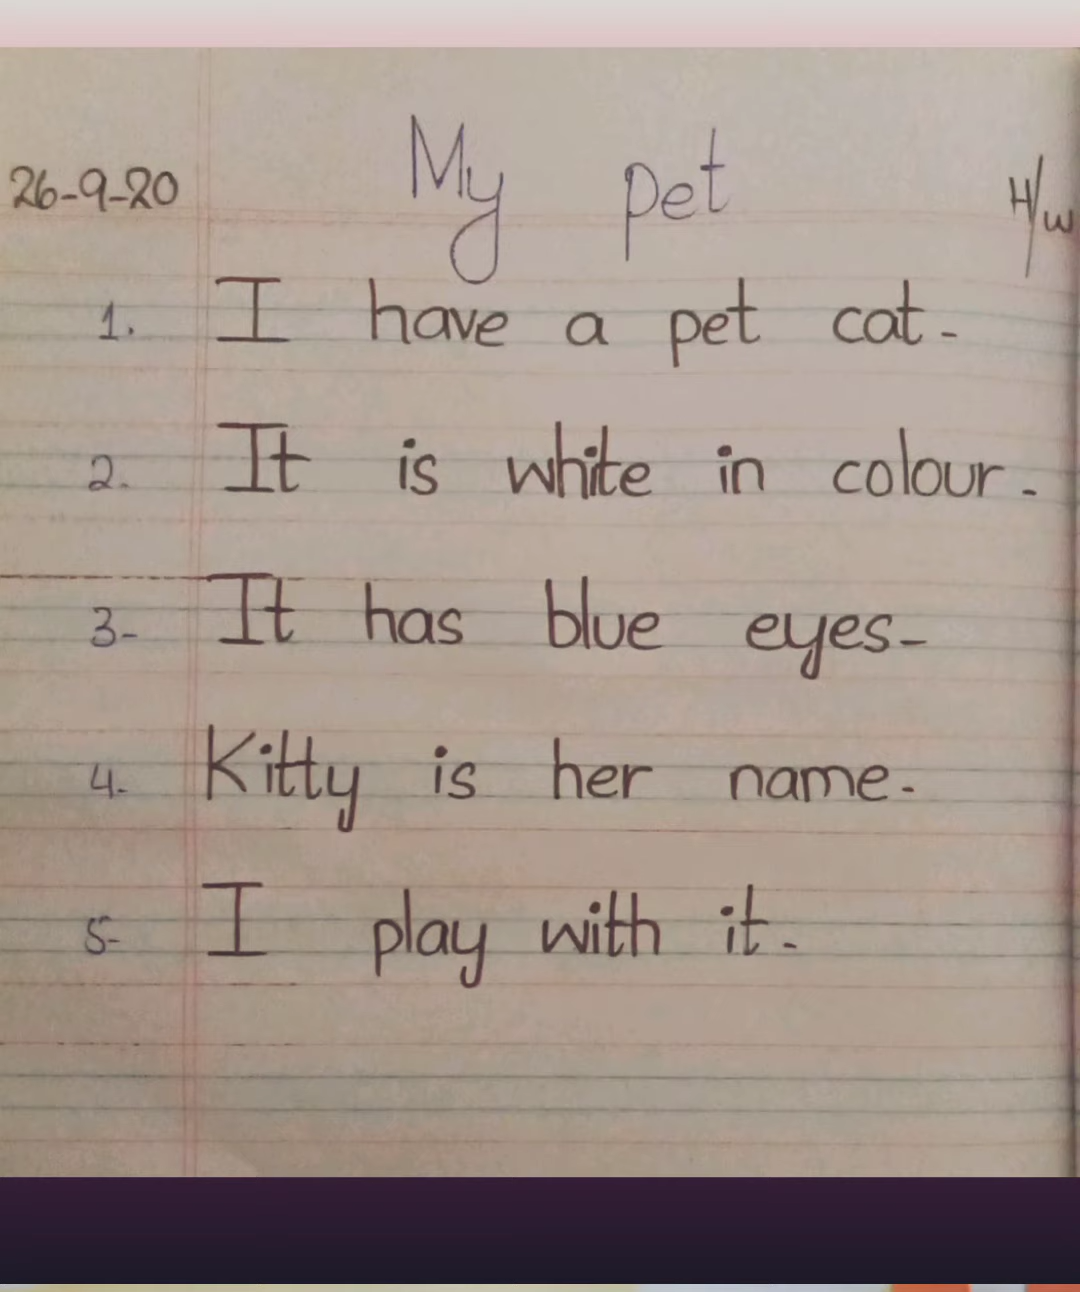 My pet
26-9-20
H/w
1. I have a pet cat.
2. It is white in colour.
3- It has blue eyes-
4. Kitty is her name.
5- I play with it.